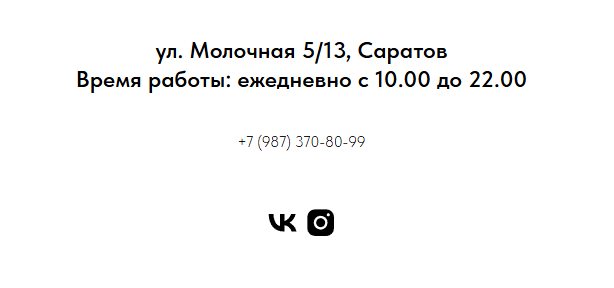 ул. Молочная 5/13, Саратов
Время работы: ежедневно с 10.00 до 22.00
+7 (987) 370-80-99